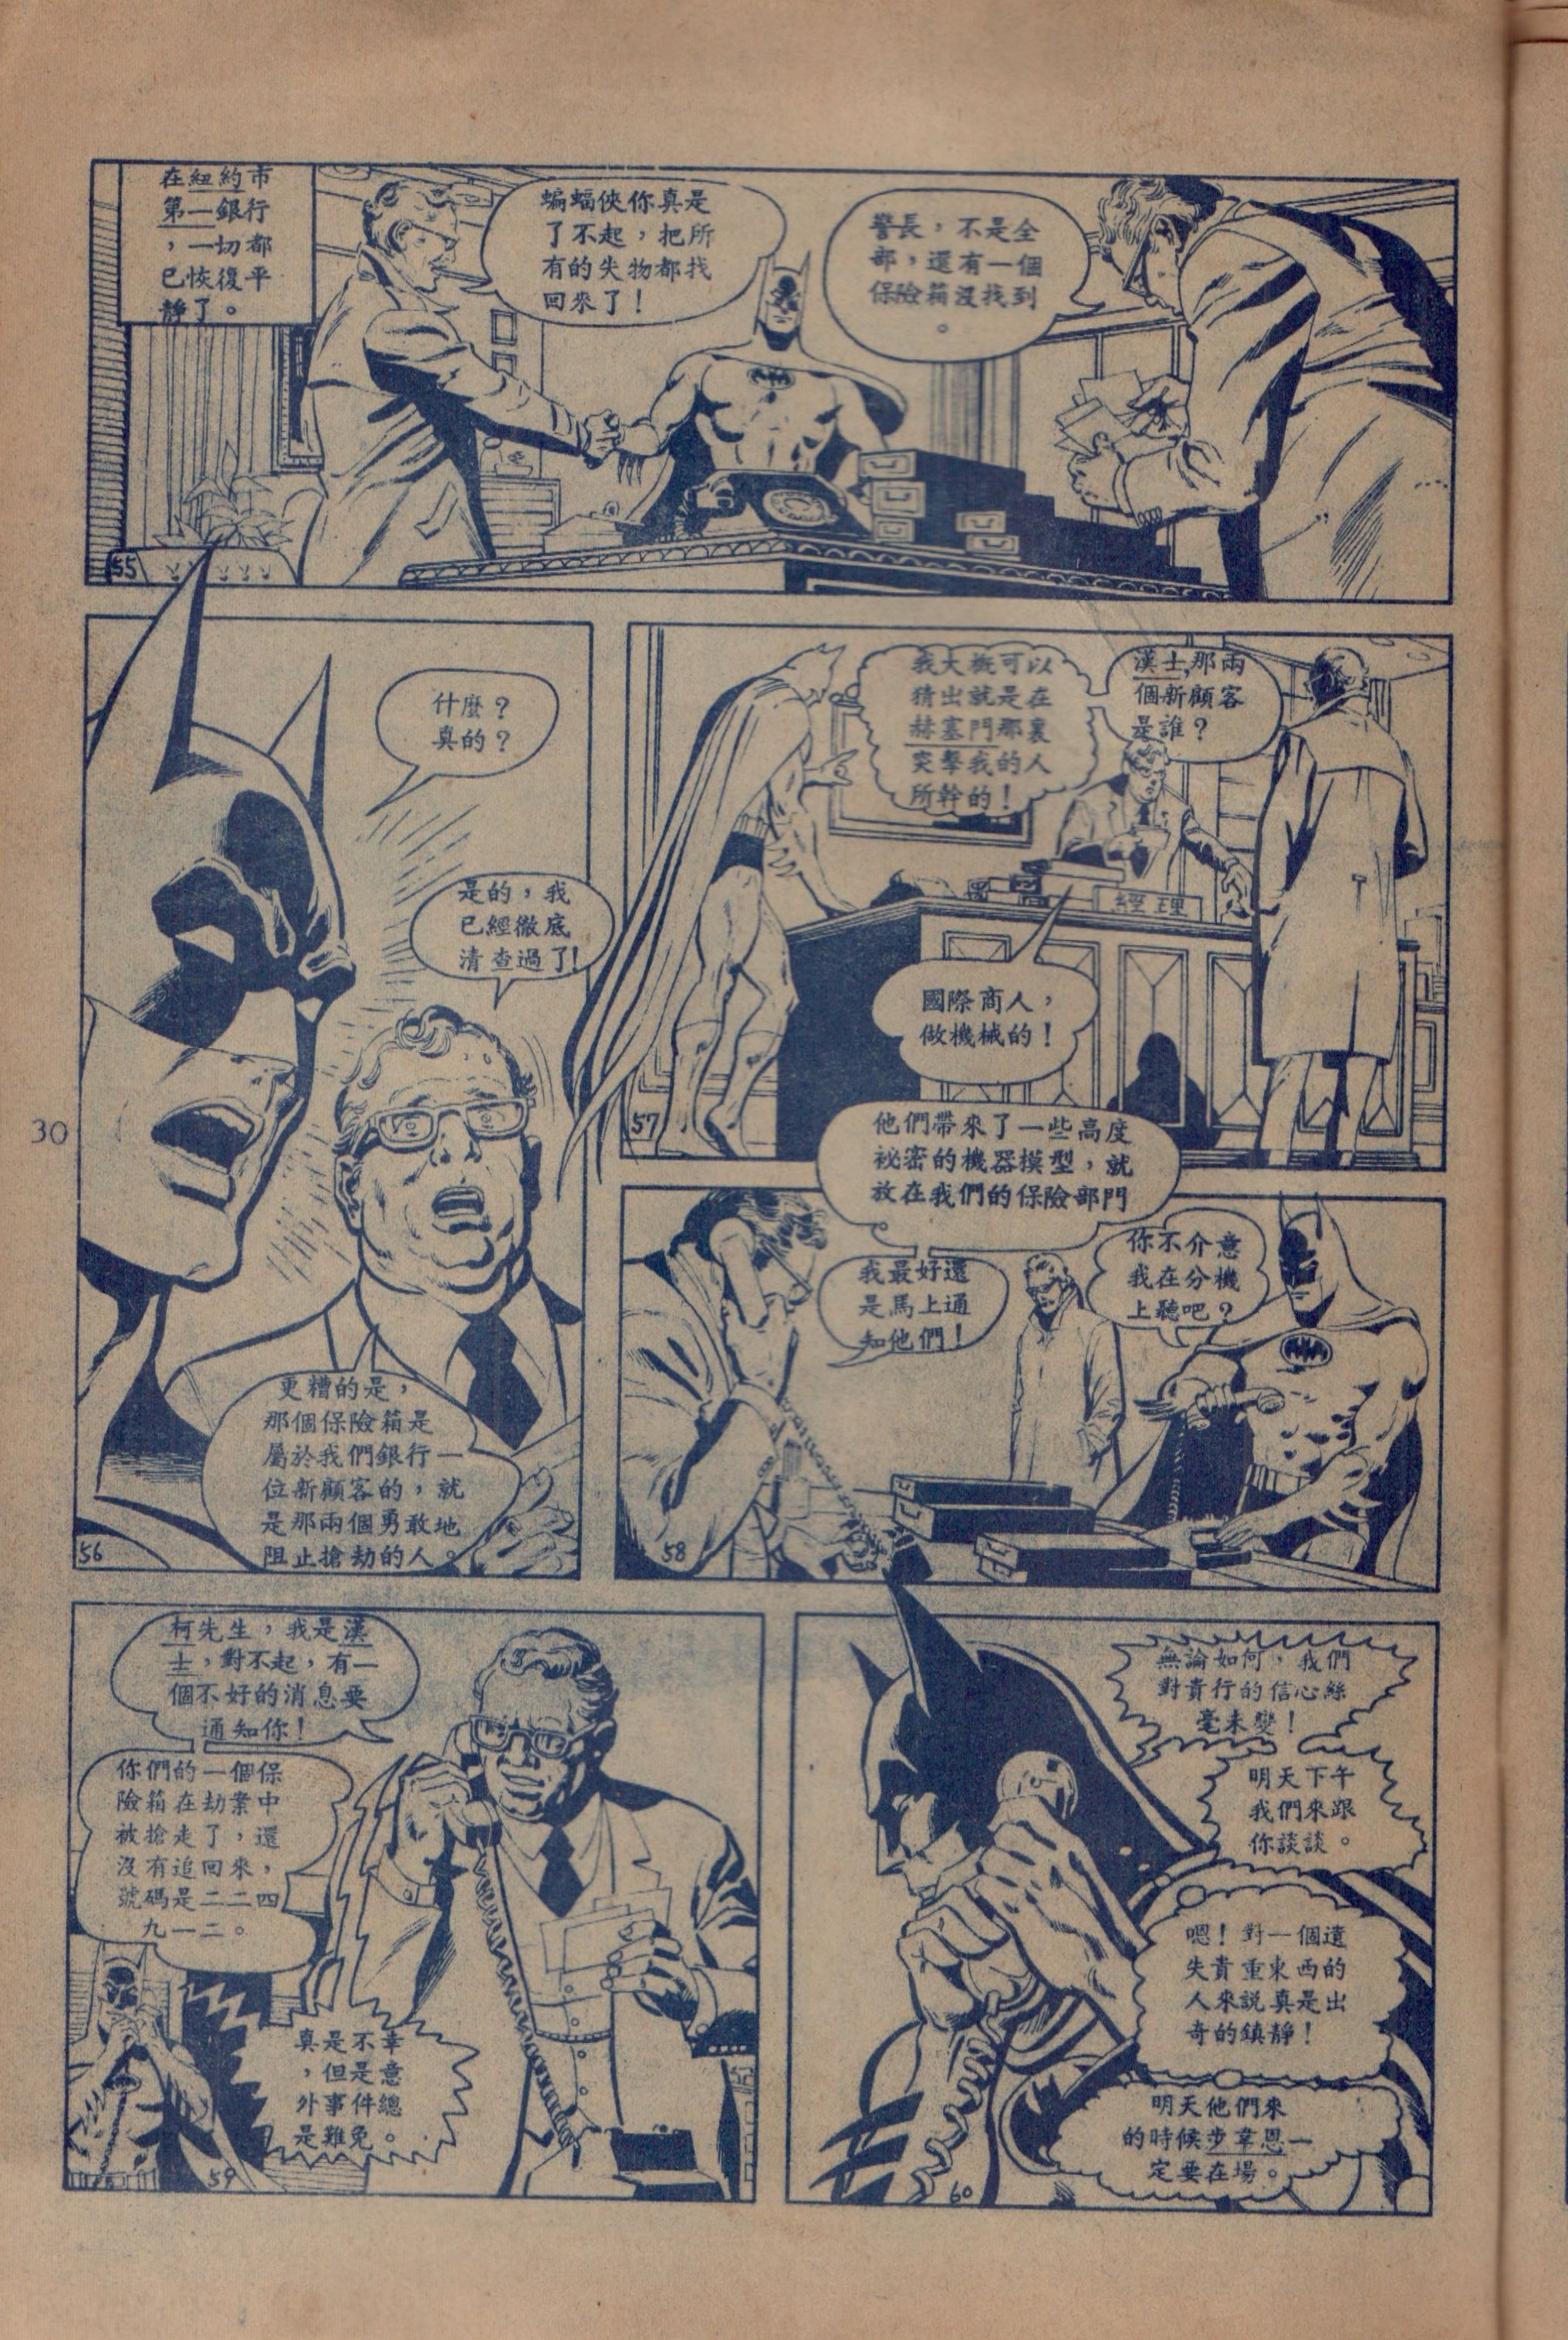 在紐約市
第一銀行
，一切都
已恢復平
靜了。
蝙蝠俠你真是
了不起，把所
有的失物都找
回來了！
警長，不是全
部，還有一個
保險箱沒找到
。
55
什麼？
真的？
是的，我
已經徹底
清查過了！
更糟的是，
那個保險箱是
屬於我們銀行一
位新顧客的，就
是那兩個勇敢地
阻止搶劫的人。
56
我大概可以
猜出就是在
赫塞門那裏
突擊我的人
所幹的！
漢士，那兩
個新顧客
是誰？
經理
國際商人，
做機械的！
57
他們帶來了一些高度
祕密的機器模型，就
放在我們的保險部門
我最好還
是馬上通
知他們！
你不介意
我在分機
上聽吧？
58
30
柯先生，我是漢
士，對不起，有一
個不好的消息要
通知你！
你們的一個保
險箱在劫案中
被搶走了，還
沒有追回來，
號碼是二二四
九一二。
真是不幸
，但是意
外事件總
是難免。
59
無論如何，我們
對貴行的信心絲
毫未變！
明天下午
我們來跟
你談談。
嗯！對一個遺
失貴重東西的
人來說真是出
奇的鎮靜！
明天他們來
的時候步韋恩一
定要在場。
60